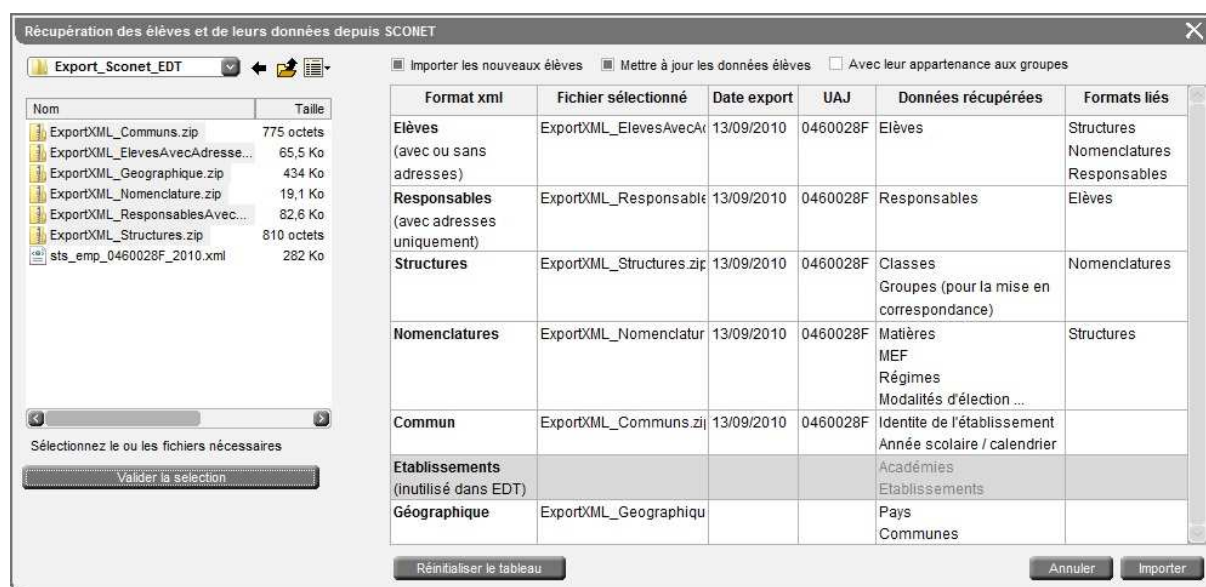 Récupération des élèves et de leurs données depuis SCONET
Export_Sconet_EDT
Nom Taille
ExportXML_Communs.zip 775 octets
ExportXML_ElevesAvecAdresse... 65,5 Ko
ExportXML_Geographique.zip 434 Ko
ExportXML_Nomenclature.zip 19,1 Ko
ExportXML_ResponsablesAvec... 82,6 Ko
ExportXML_Structures.zip 810 octets
sts_emp_0460028F_2010.xml 282 Ko
Sélectionnez le ou les fichiers nécessaires
Valider la selection
Importer les nouveaux élèves Mettre à jour les données élèves Avec leur appartenance aux groupes
Format xml Fichier sélectionné Date export UAJ Données récupérées Formats liés
Elèves ExportXML_ElevesAvecA 13/09/2010 0460028F Elèves Structures
(avec ou sans Nomenclatures
adresses) Responsables
Responsables ExportXML_Responsable 13/09/2010 0460028F Responsables Elèves
(avec adresses
uniquement)
Structures ExportXML_Structures.zip 13/09/2010 0460028F Classes Nomenclatures
Groupes (pour la mise en
correspondance)
Nomenclatures ExportXML_Nomenclatur 13/09/2010 0460028F Matières Structures
MEF
Régimes
Modalités d'élection ...
Commun ExportXML_Communs.zi 13/09/2010 0460028F Identite de l'établissement
Année scolaire / calendrier
Etablissements Académies
(inutilisé dans EDT) Etablissements
Géographique ExportXML_Geographiqu Pays
Communes
Réinitialiser le tableau Annuler Importer